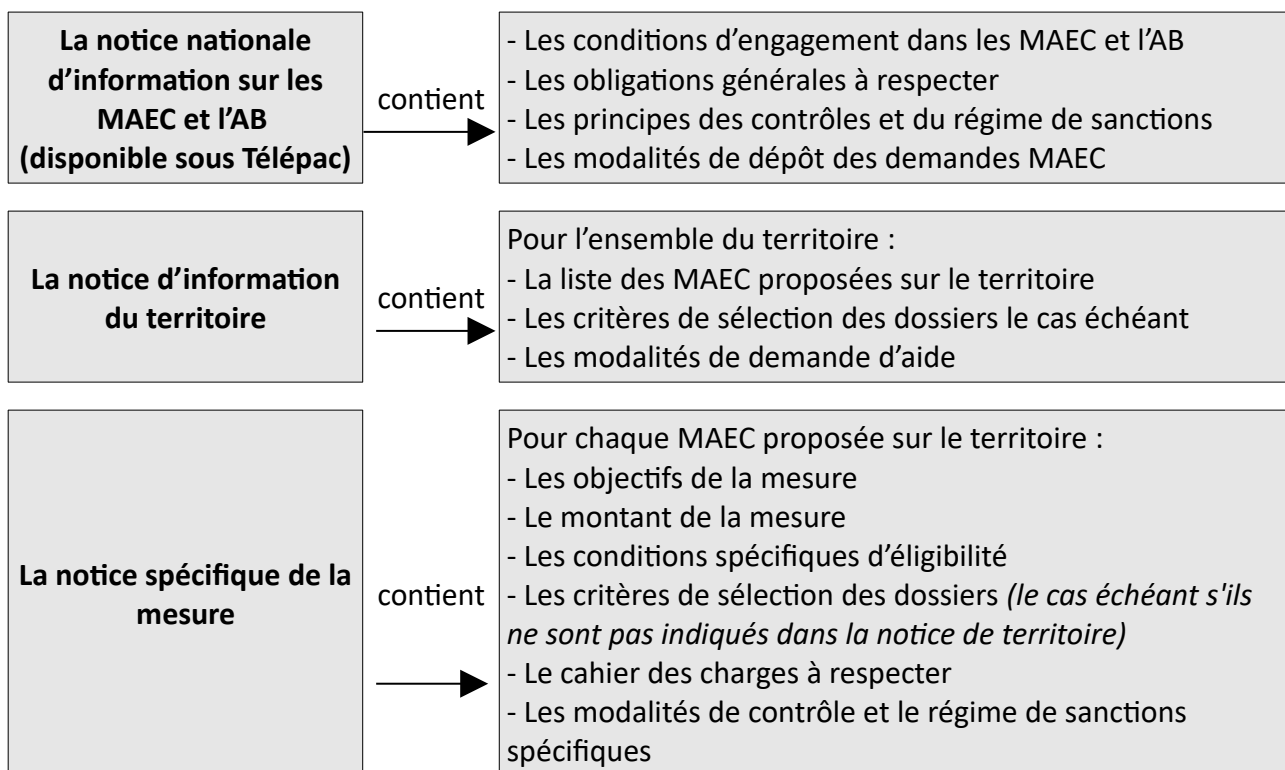 La notice nationale
d’information sur les
MAEC et l’AB
(disponible sous Télépac)
contient
- Les conditions d’engagement dans les MAEC et l’AB
- Les obligations générales à respecter
- Les principes des contrôles et du régime de sanctions
- Les modalités de dépôt des demandes MAEC
La notice d’information
du territoire
contient
Pour l’ensemble du territoire :
- La liste des MAEC proposées sur le territoire
- Les critères de sélection des dossiers le cas échéant
- Les modalités de demande d’aide
La notice spécifique de la
mesure
contient
Pour chaque MAEC proposée sur le territoire :
- Les objectifs de la mesure
- Le montant de la mesure
- Les conditions spécifiques d’éligibilité
- Les critères de sélection des dossiers (le cas échéant s'ils
ne sont pas indiqués dans la notice de territoire)
- Le cahier des charges à respecter
- Les modalités de contrôle et le régime de sanctions
spécifiques